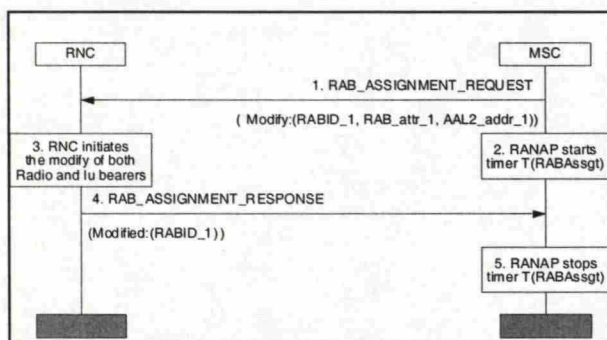 RNC
MSC
1. RAB_ASSIGNMENT_REQUEST
( Modify:(RABID_1, RAB_attr_1, AAL2_addr_1))
3. RNC initiates
the modify of both
Radio and Iu bearers
2. RANAP starts
timer T(RABAssgt)
4. RAB_ASSIGNMENT_RESPONSE
(Modified:(RABID_1))
5. RANAP stops
timer T(RABAssgt)